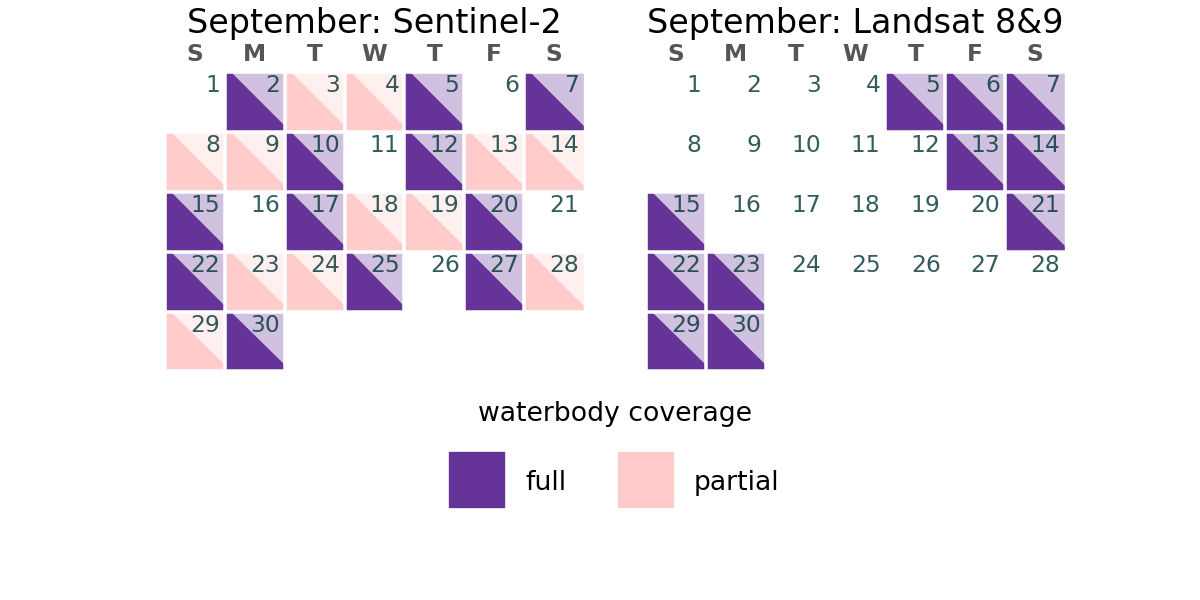 September: Sentinel-2
S M T W T F S
1 2 3 4 5 6 7
8 9 10 11 12 13 14
15 16 17 18 19 20 21
22 23 24 25 26 27 28
29 30
September: Landsat 8&9
S M T W T F S
1 2 3 4 5 6 7
8 9 10 11 12 13 14
15 16 17 18 19 20 21
22 23 24 25 26 27 28
29 30
waterbody coverage
full partial